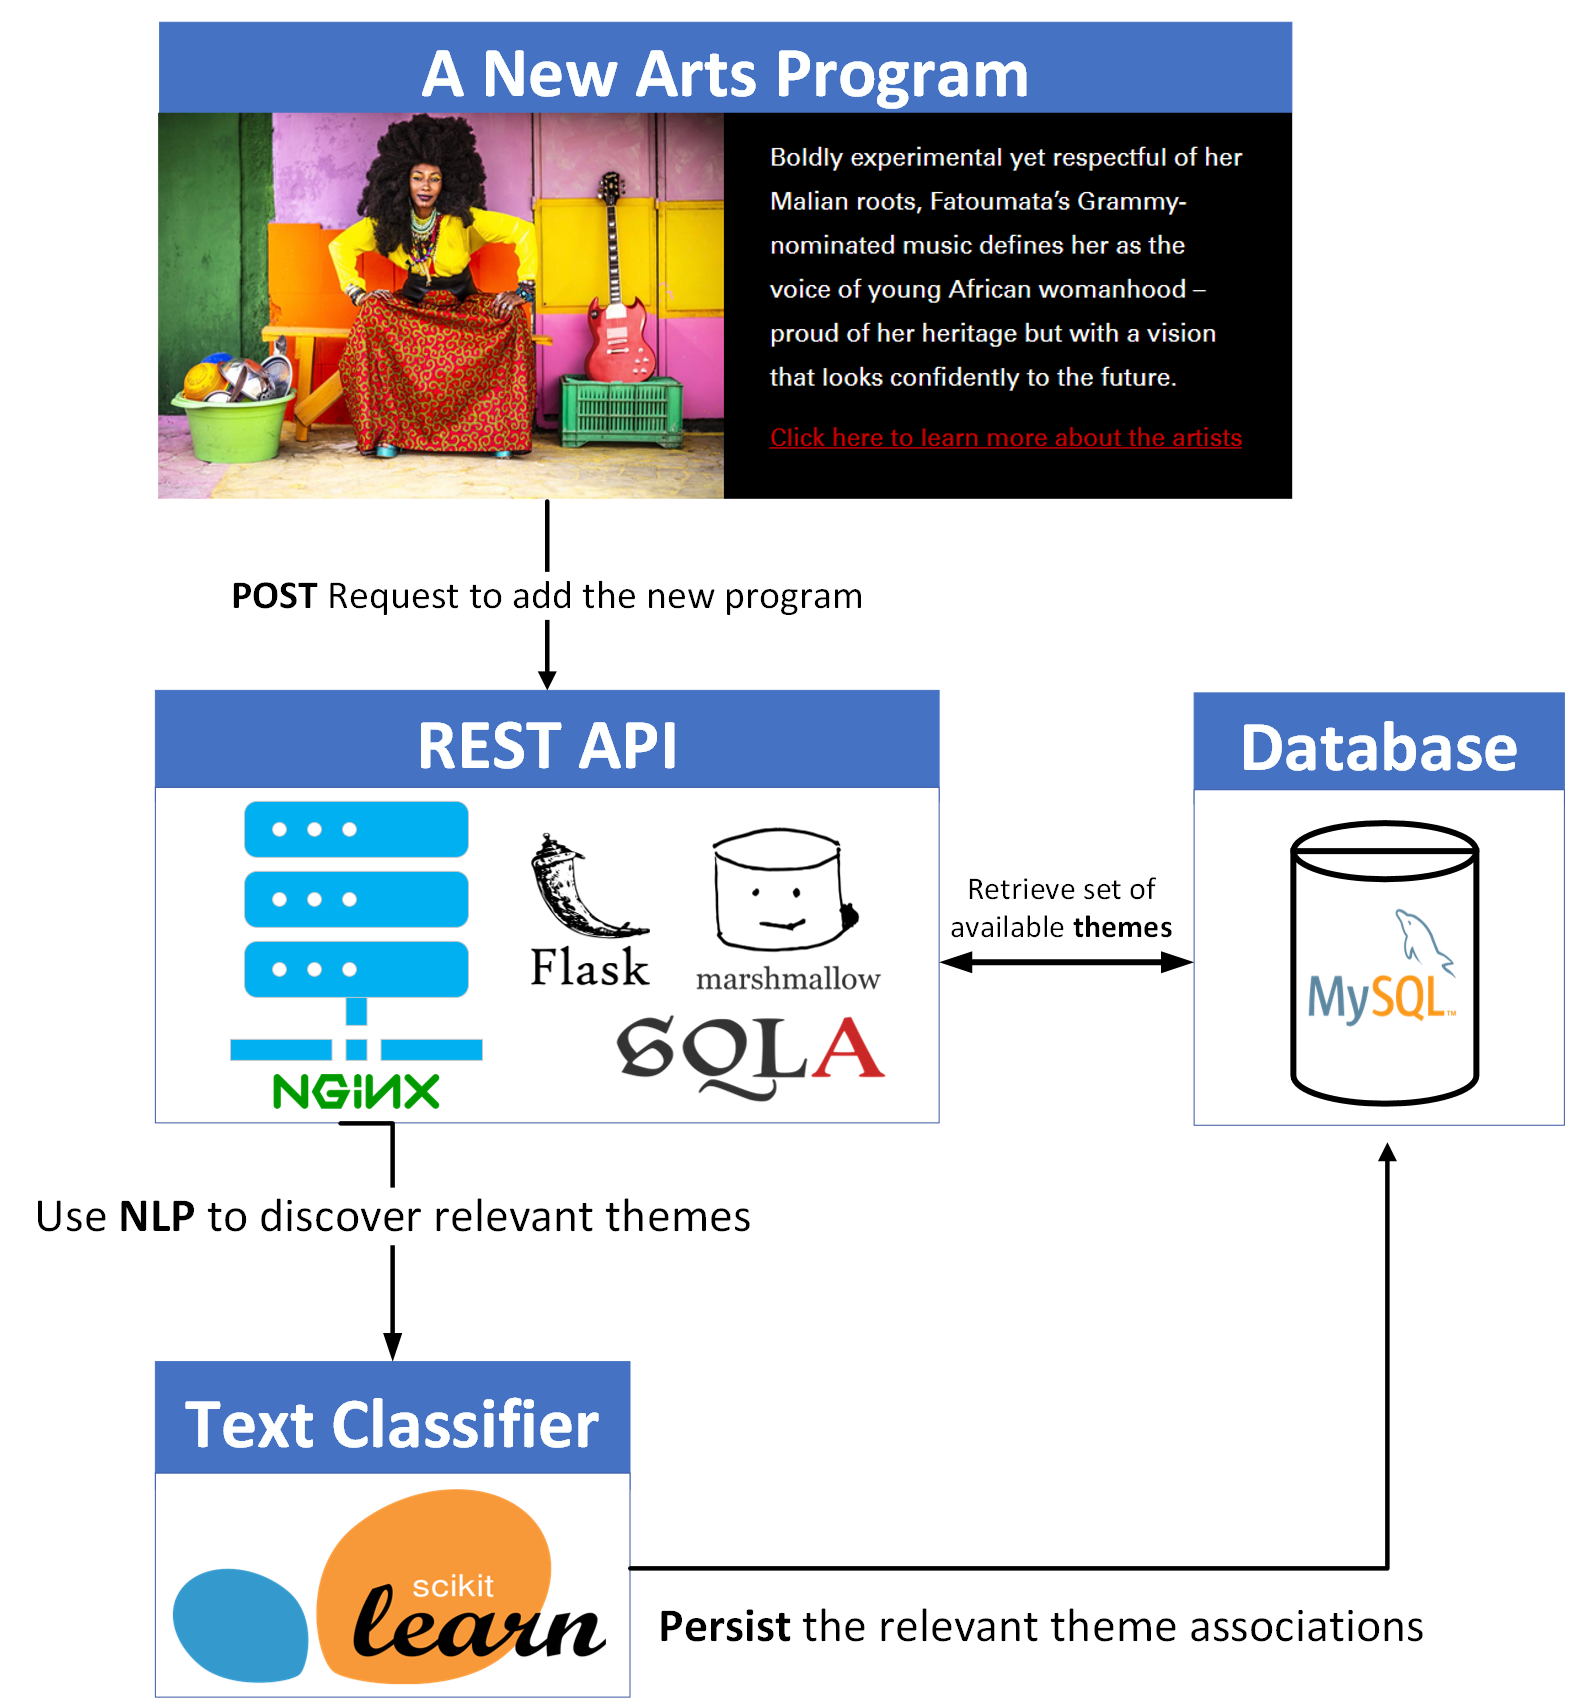 A New Arts Program
Boldly experimental yet respectful of her
Malian roots, Fatoumata’s Grammy-
nominated music defines her as the
voice of young African womanhood –
proud of her heritage but with a vision
that looks confidently to the future.
Click here to learn more about the artists
POST Request to add the new program
REST API
Flask
marshmallow
SQLA
NGiNX
Retrieve set of
available themes
Database
MySQL™
Use NLP to discover relevant themes
Text Classifier
scikit
learn
Persist the relevant theme associations